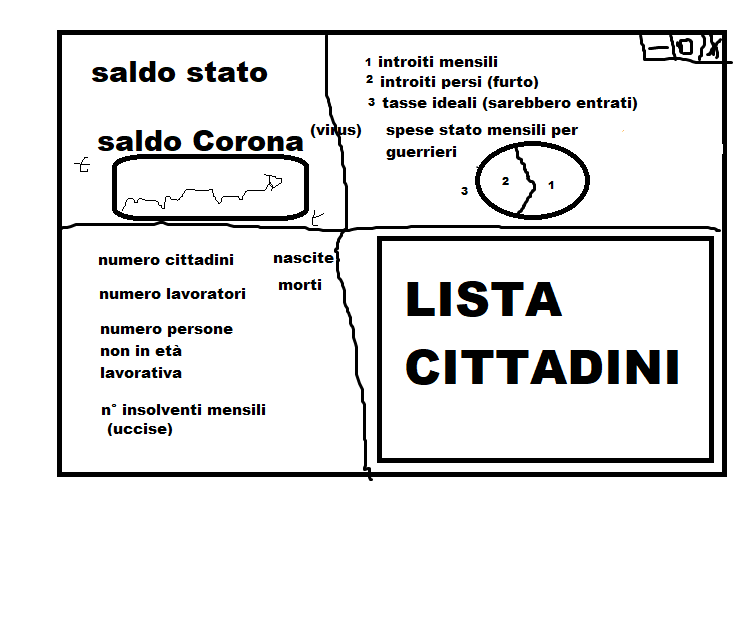 saldo stato
saldo Corona (virus)
t
t
1 introiti mensili
2 introiti persi (furto)
3 tasse ideali (sarebbero entrati)
spese stato mensili per
guerrieri
3 2 1
numero cittadini
numero lavoratori
numero persone
non in età
lavorativa
n° insolventi mensili
(uccise)
nascite
morti
LISTA
CITTADINI